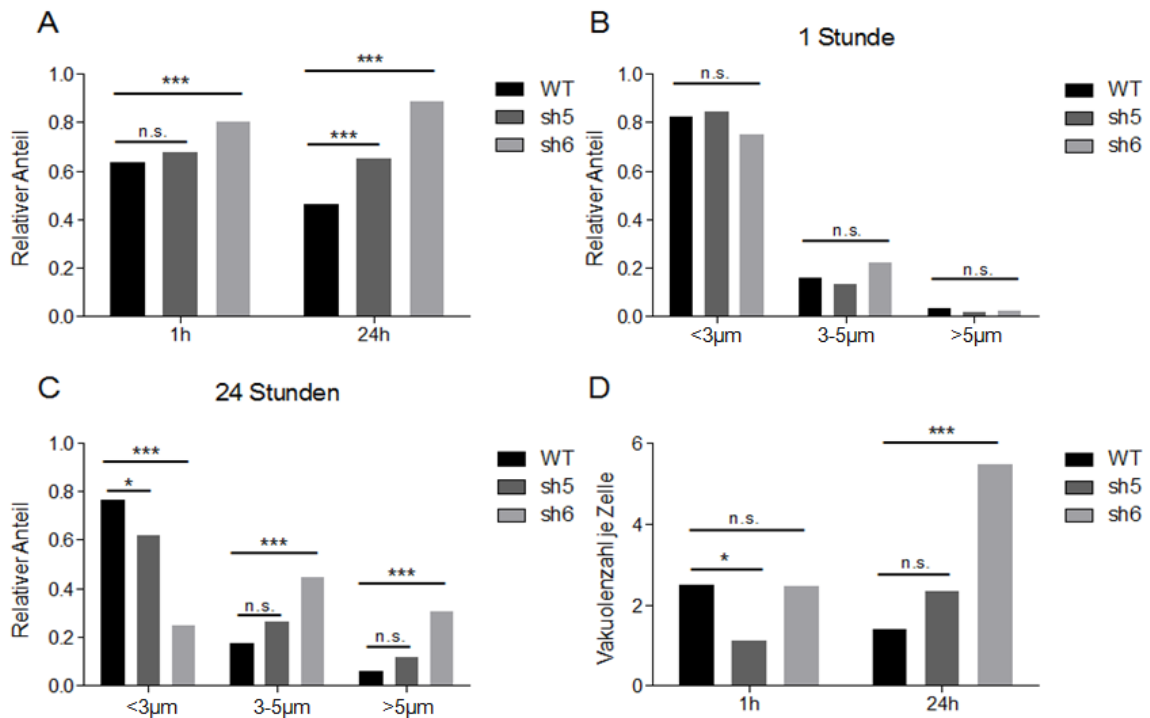 A
Relativer Anteil
1.0
0.8
0.6
0.4
0.2
0.0
***
n.s.
***
***
1h
24h
WT
sh5
sh6
B
1 Stunde
Relativer Anteil
1.0
0.8
0.6
0.4
0.2
0.0
n.s.
n.s.
n.s.
<3µm
3-5µm
>5µm
WT
sh5
sh6
C
24 Stunden
Relativer Anteil
1.0
0.8
0.6
0.4
0.2
0.0
***
*
***
n.s.
***
n.s.
<3µm
3-5µm
>5µm
WT
sh5
sh6
D
Vakuolenzahl je Zelle
6
4
2
0
n.s.
*
***
n.s.
1h
24h
WT
sh5
sh6